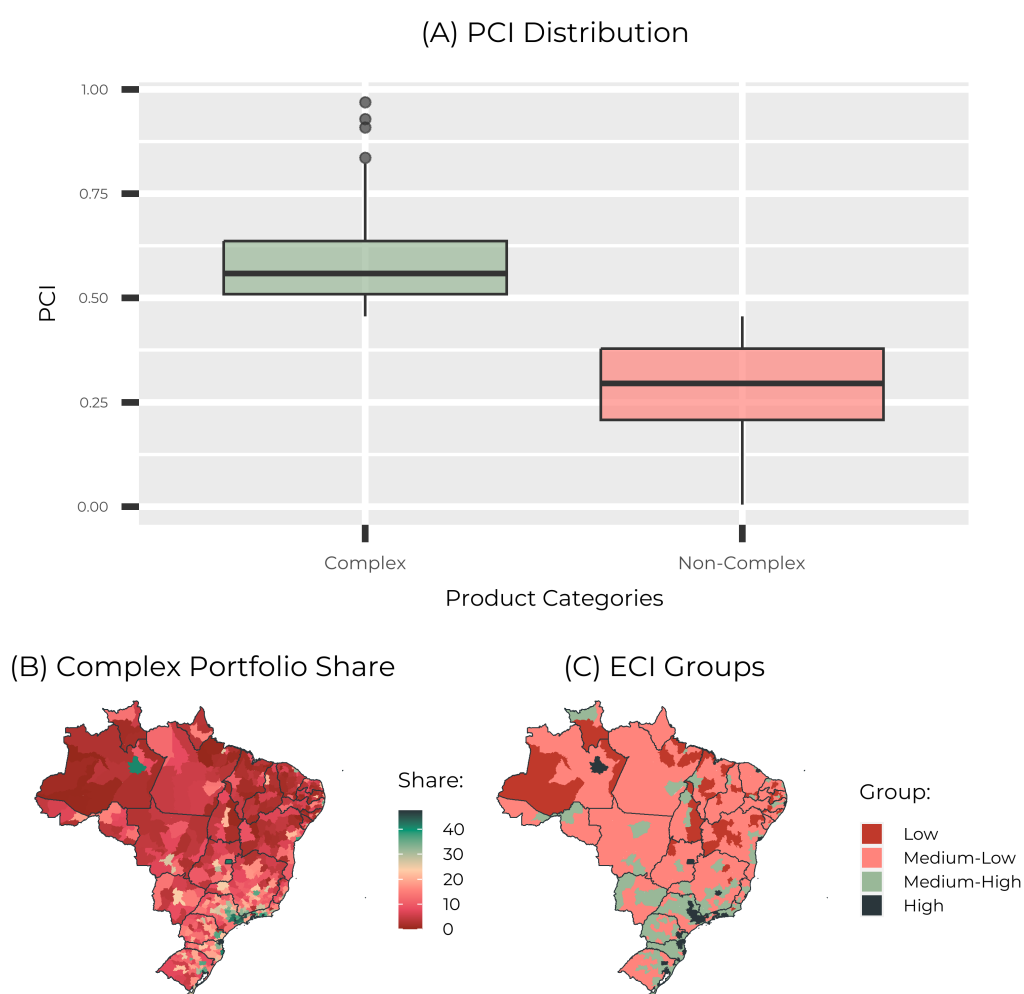 (A) PCI Distribution
1.00
0.75
0.50
0.25
0.00
PCI
Complex
Non-Complex
Product Categories
(B) Complex Portfolio Share
Share:
40
30
20
10
0
(C) ECI Groups
Group:
Low
Medium-Low
Medium-High
High